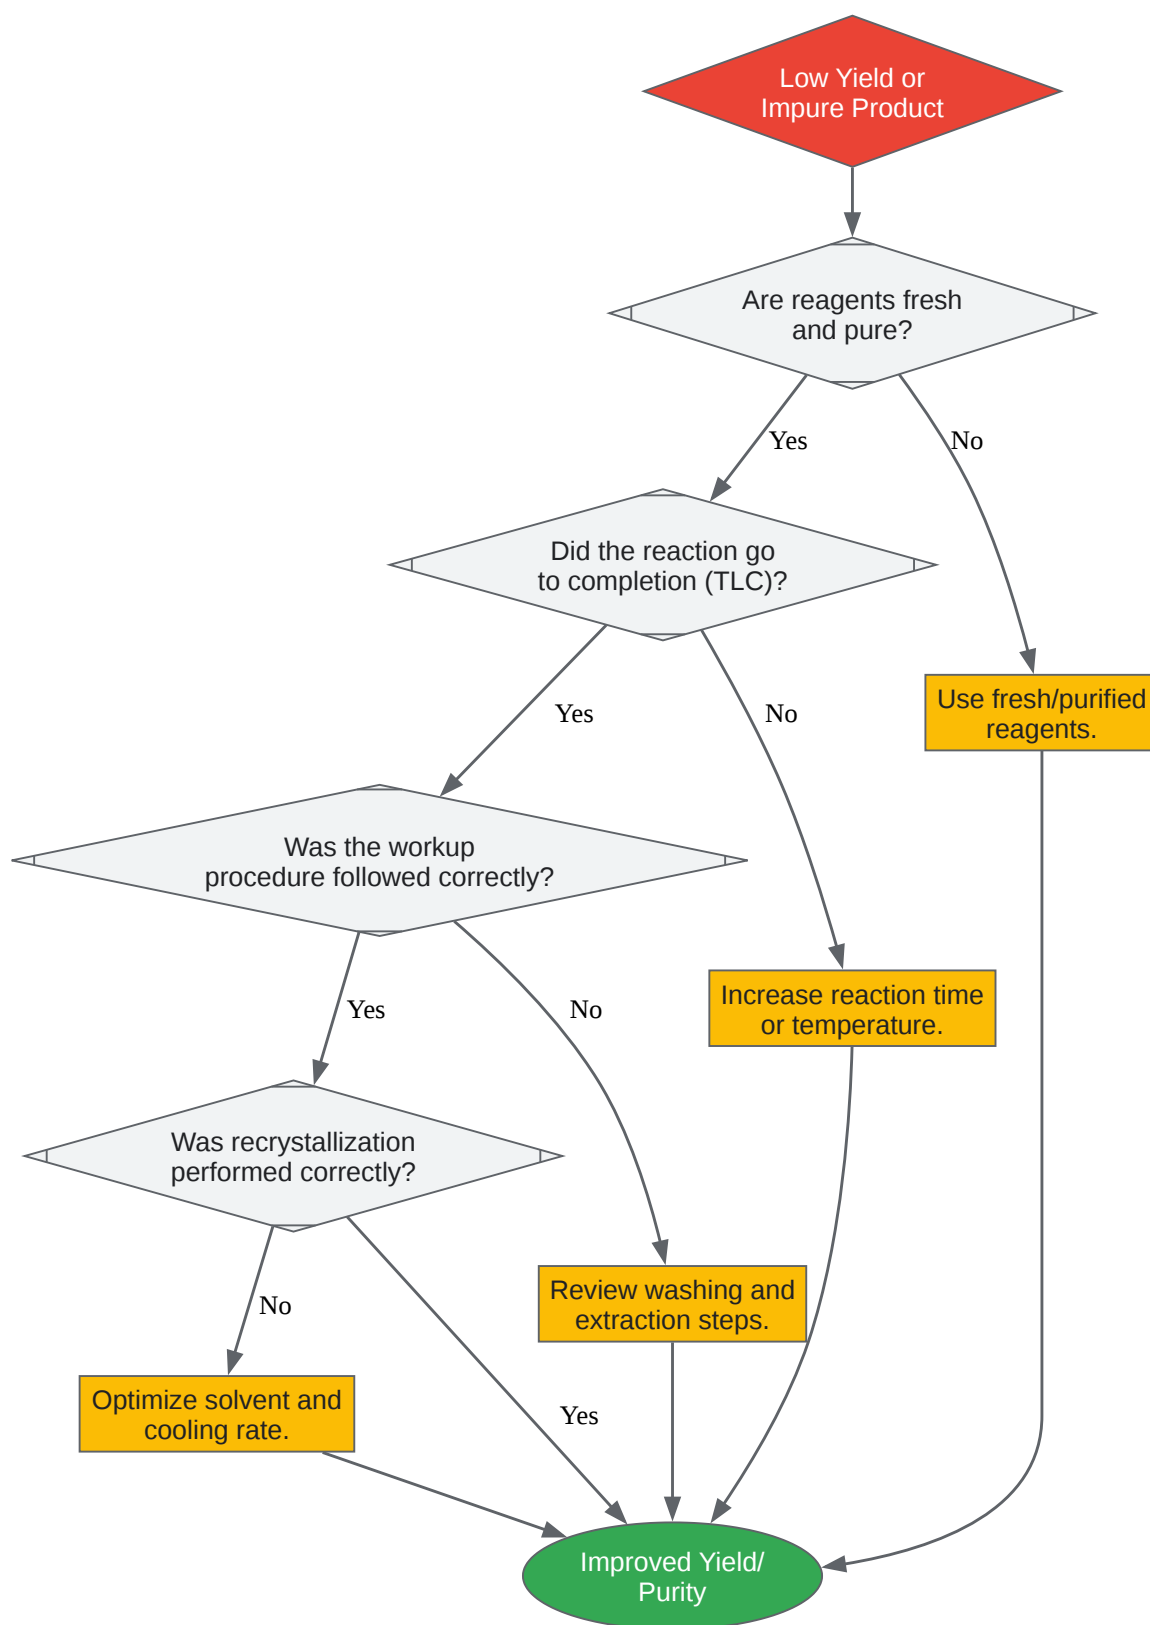 Low Yield or
Impure Product
Are reagents fresh
and pure?
Yes
No
Did the reaction go
to completion (TLC)?
Yes
No
Use fresh/purified
reagents.
Was the workup
procedure followed correctly?
Yes
No
Increase reaction time
or temperature.
Was recrystallization
performed correctly?
No
Yes
Review washing and
extraction steps.
Optimize solvent and
cooling rate.
Improved Yield/
Purity